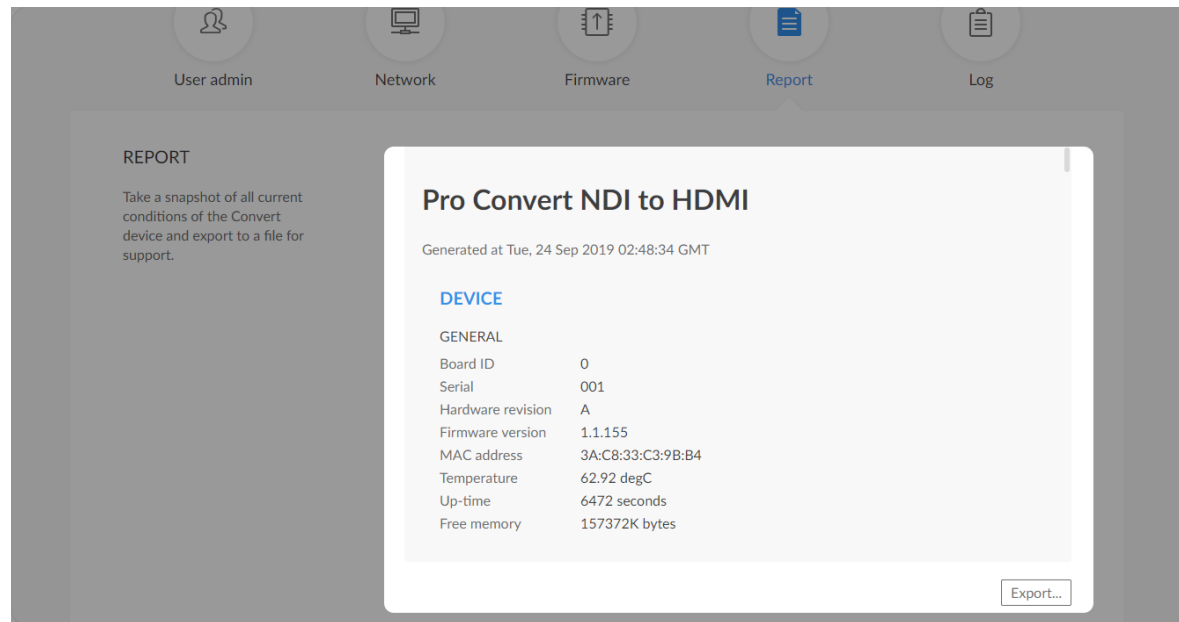 User admin Network Firmware Report Log
REPORT
Take a snapshot of all current
conditions of the Convert
device and export to a file for
support.
Pro Convert NDI to HDMI
Generated at Tue, 24 Sep 2019 02:48:34 GMT
DEVICE
GENERAL
Board ID 0
Serial 001
Hardware revision A
Firmware version 1.1.155
MAC address 3A:C8:33:C3:9B:B4
Temperature 62.92 degC
Up-time 6472 seconds
Free memory 157372K bytes
Export...